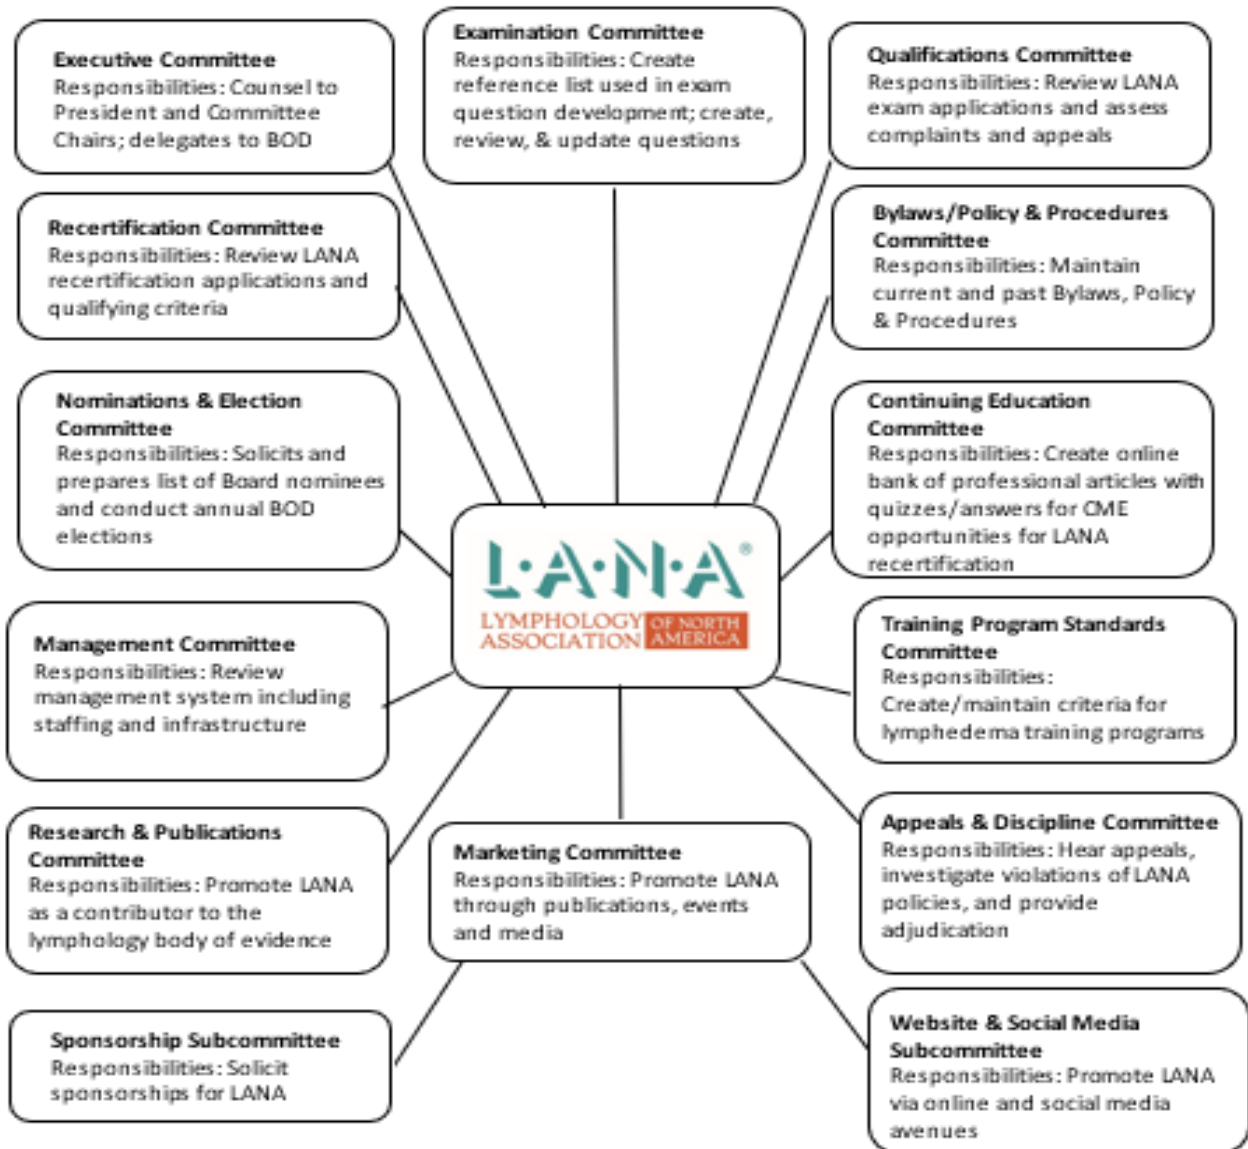 Executive Committee
Responsibilities: Counsel to
President and Committee
Chairs; delegates to BOD
Examination Committee
Responsibilities: Create
reference list used in exam
question development; create,
review, & update questions
Qualifications Committee
Responsibilities: Review LANA
exam applications and assess
complaints and appeals
Recertification Committee
Responsibilities: Review LANA
recertification applications and
qualifying criteria
Bylaws/Policy & Procedures
Committee
Responsibilities: Maintain
current and past Bylaws, Policy
& Procedures
Nominations & Election
Committee
Responsibilities: Solicits and
prepares list of Board nominees
and conduct annual BOD
elections
Continuing Education
Committee
Responsibilities: Create online
bank of professional articles with
quizzes/answers for CME
opportunities for LANA
recertification
L·A·N·A®
LYMPHOLOGY OF NORTH
ASSOCIATION AMERICA
Management Committee
Responsibilities: Review
management system including
staffing and infrastructure
Training Program Standards
Committee
Responsibilities:
Create/maintain criteria for
lymphedema training programs
Research & Publications
Committee
Responsibilities: Promote LANA
as a contributor to the
lymphology body of evidence
Marketing Committee
Responsibilities: Promote LANA
through publications, events
and media
Appeals & Discipline Committee
Responsibilities: Hear appeals,
investigate violations of LANA
policies, and provide
adjudication
Sponsorship Subcommittee
Responsibilities: Solicit
sponsorships for LANA
Website & Social Media
Subcommittee
Responsibilities: Promote LANA
via online and social media
avenues